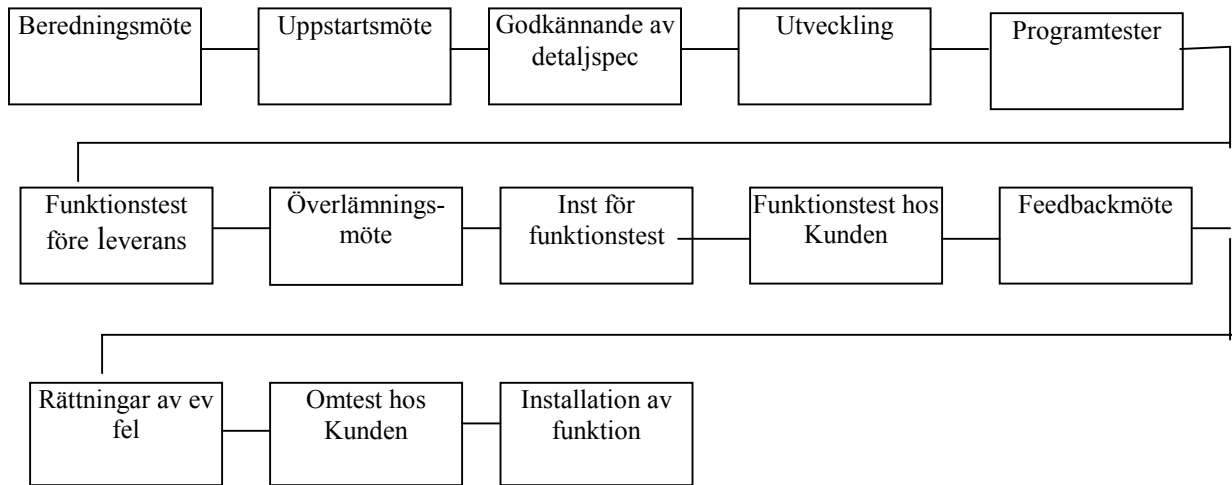 Beredningsmöte
Uppstartsmöte
Godkännande av
detaljspec
Utveckling
Programtester
Funktionstest
före leverans
Överlämnings-
möte
Inst för
funktionstest
Funktionstest hos
Kunden
Feedbackmöte
Rättningar av ev
fel
Omtest hos
Kunden
Installation av
funktion